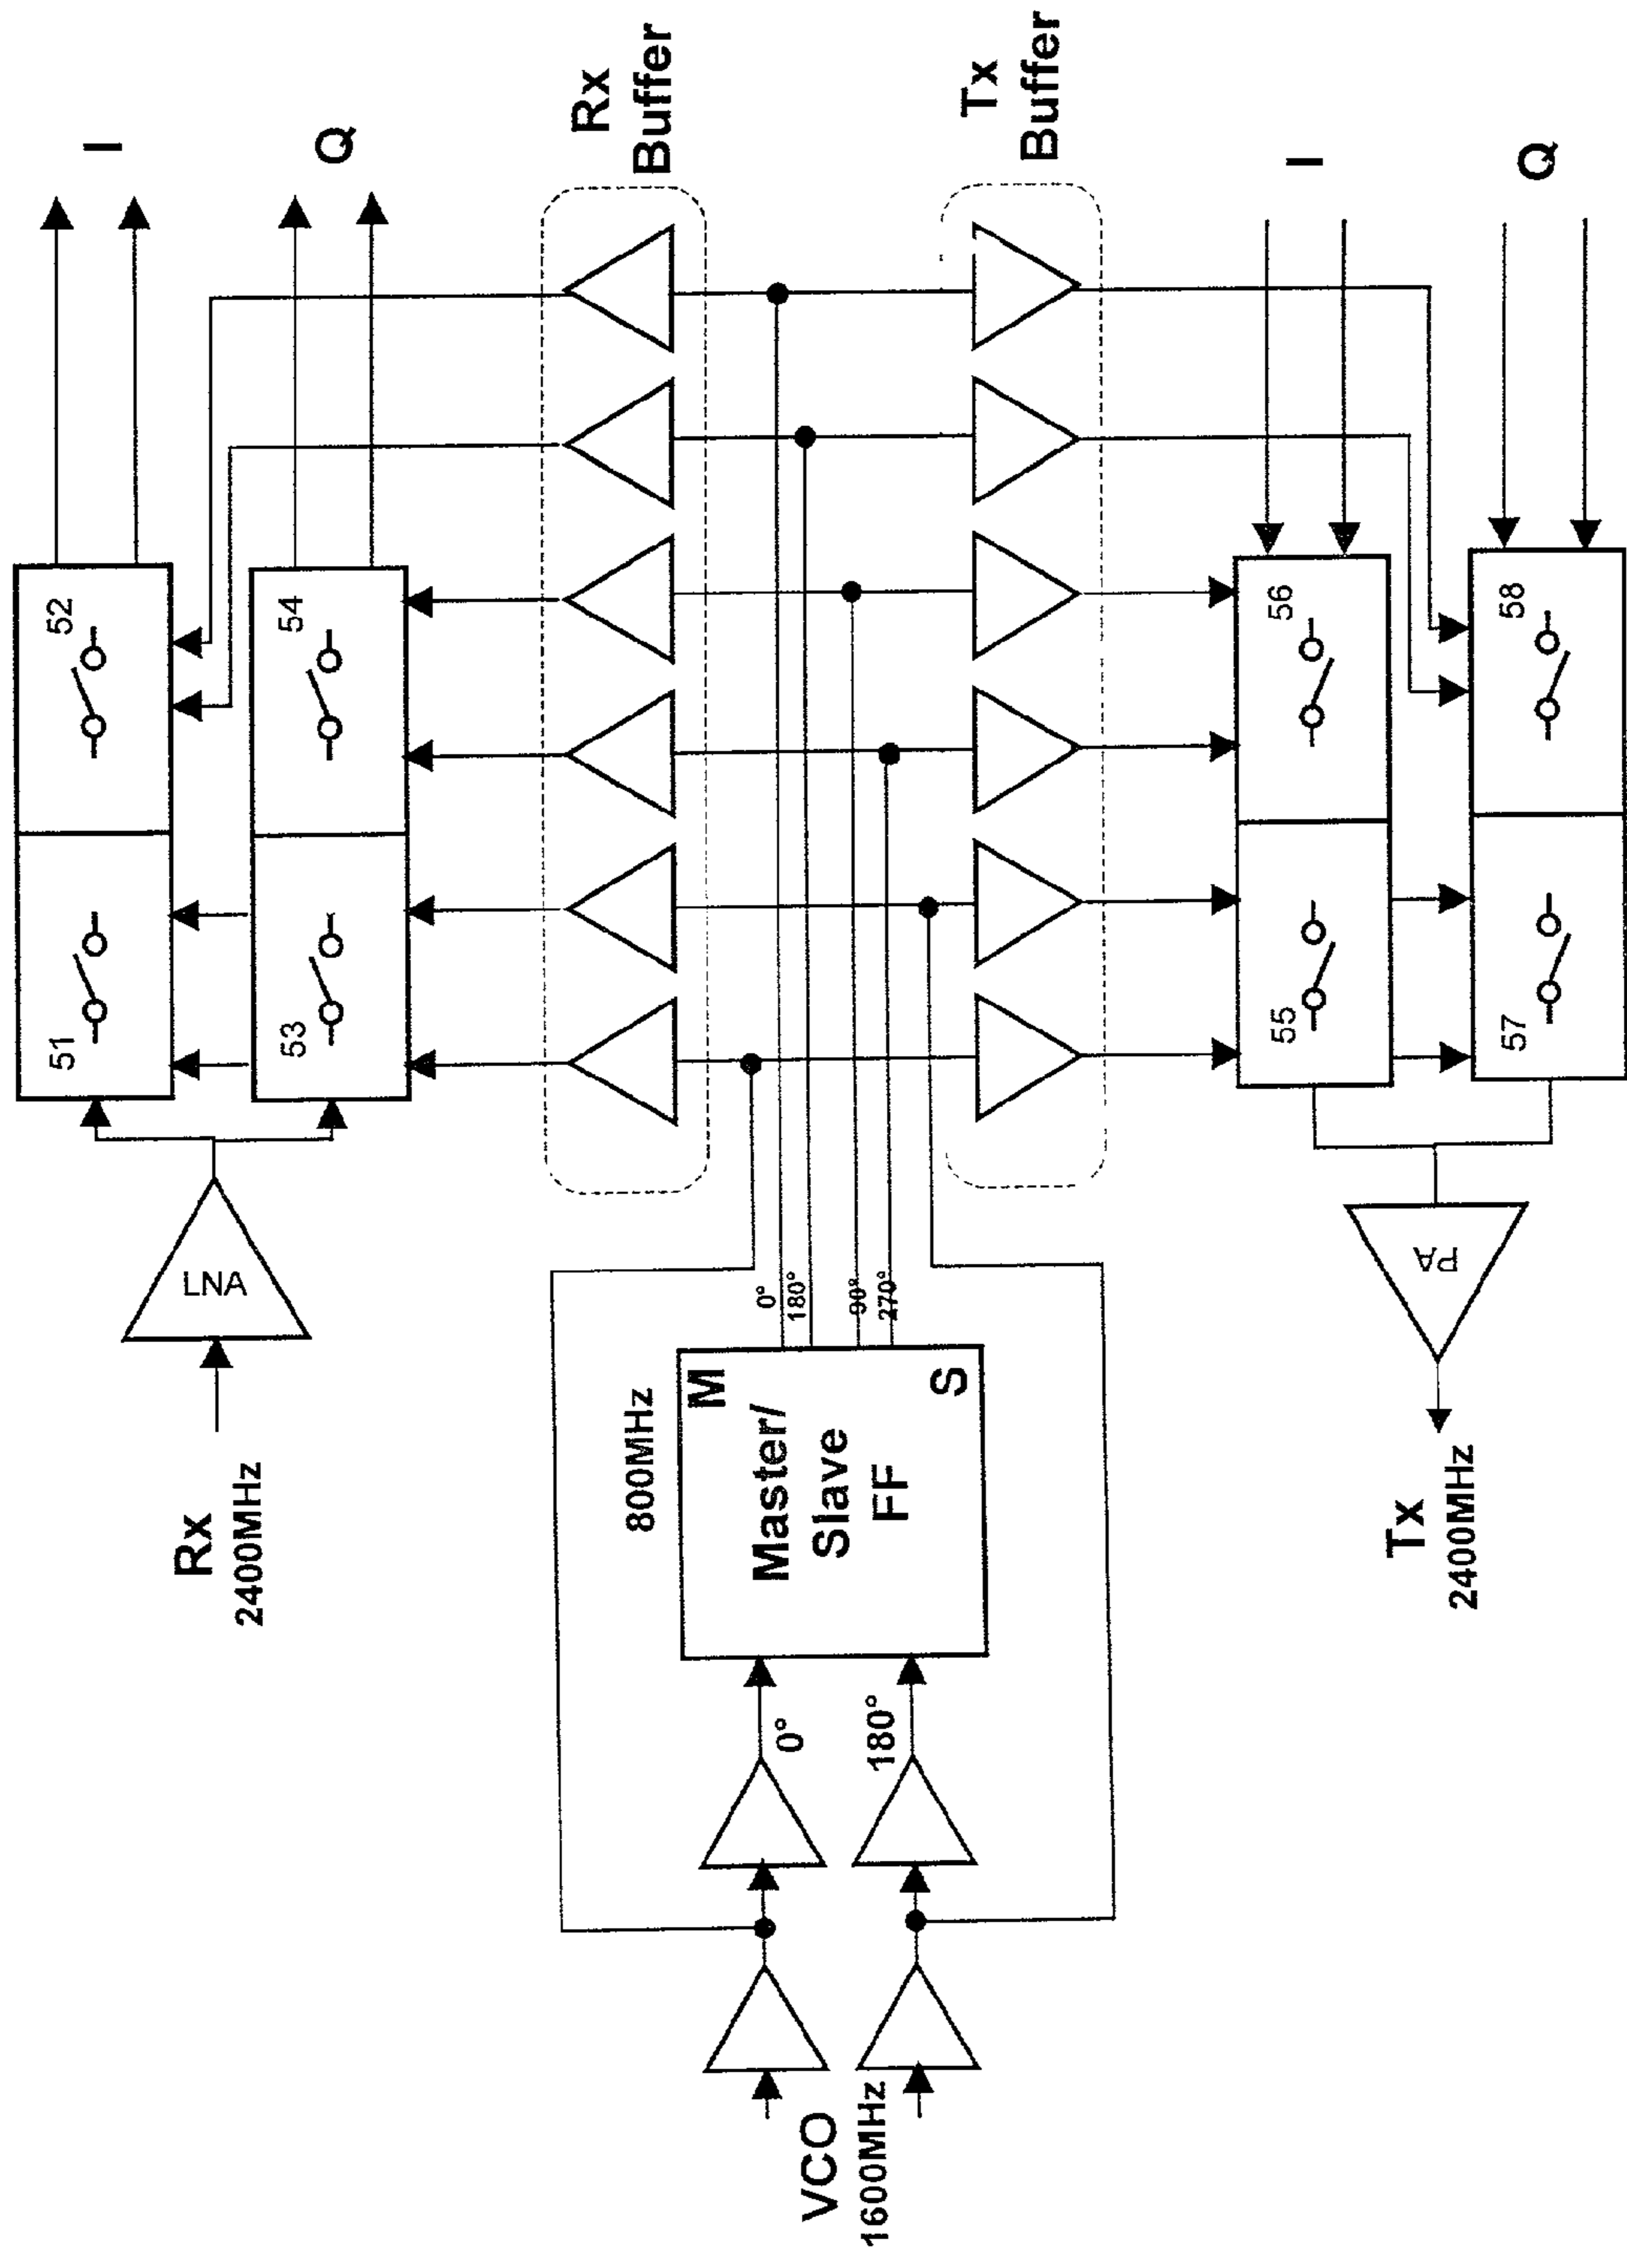 I
Q
Rx
Buffer
Tx
Buffer
I
Q
52
54
56
58
51
53
55
57
LNA
PA
Rx
2400MHz
0°
180°
90°
270°
800MHz
M
Master/
Slave
FF
S
Tx
2400MHz
0°
180°
VCO
1600MHz